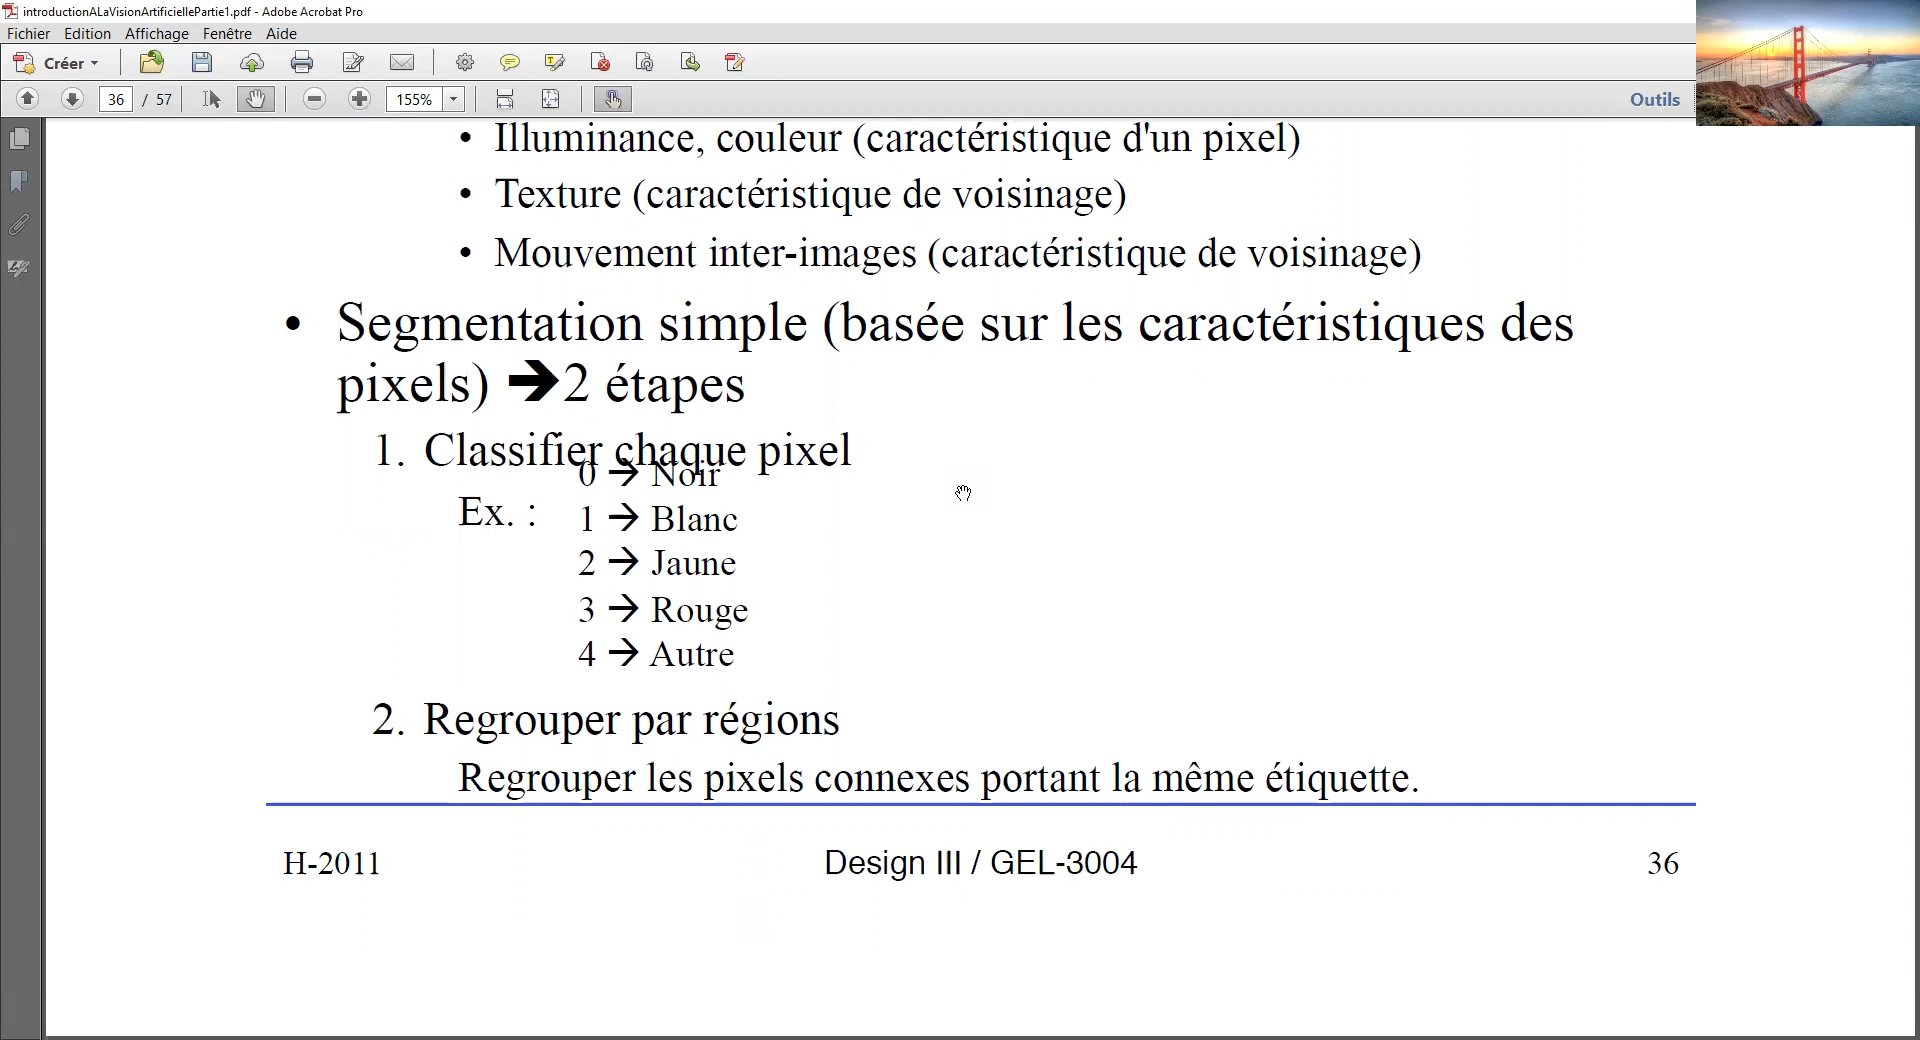 introductionALaVisionArtificiellePartie1.pdf - Adobe Acrobat Pro
Fichier Edition Affichage Fenêtre Aide
Créer
36 / 57 155% Outils
• Illuminance, couleur (caractéristique d'un pixel)
• Texture (caractéristique de voisinage)
• Mouvement inter-images (caractéristique de voisinage)
• Segmentation simple (basée sur les caractéristiques des
pixels) ➔2 étapes
1. Classifier chaque pixel
0 → Noir
Ex. : 1 → Blanc
2 → Jaune
3 → Rouge
4 → Autre
2. Regrouper par régions
Regrouper les pixels connexes portant la même étiquette.
H-2011 Design III / GEL-3004 36